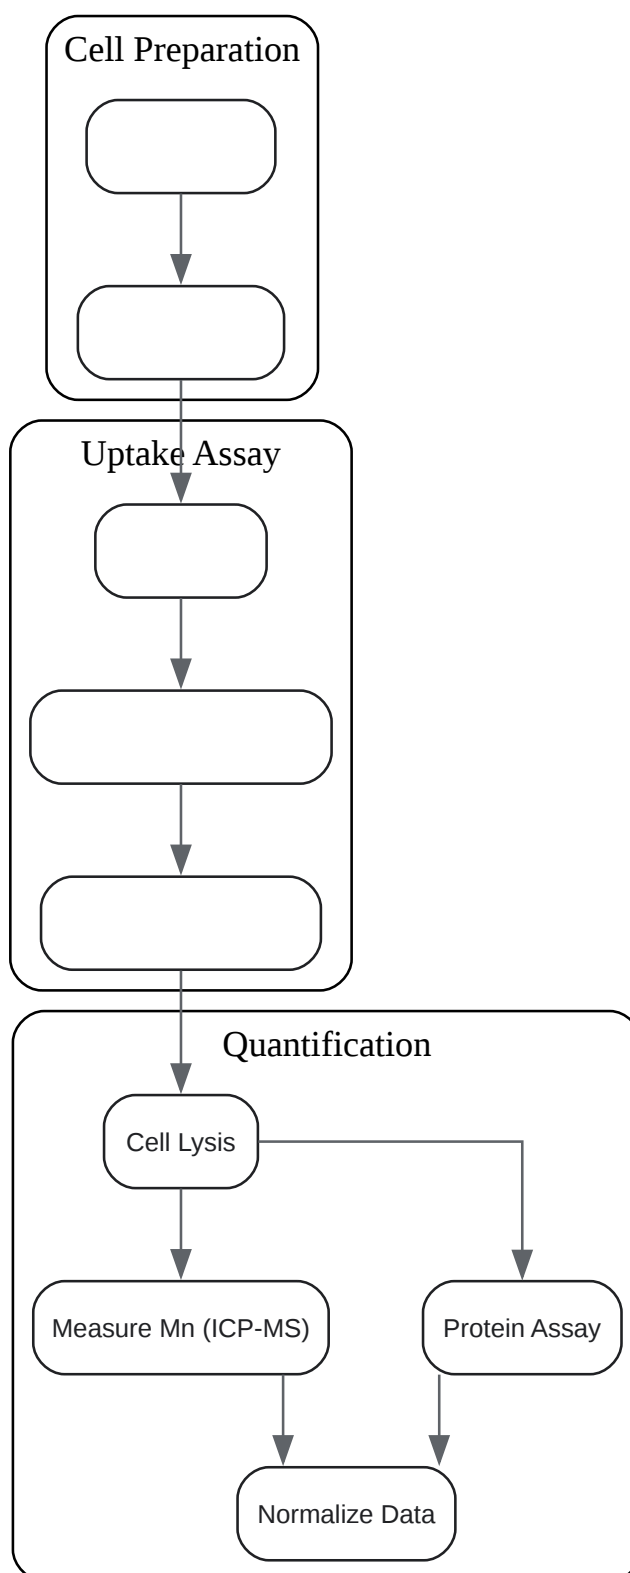 Cell Preparation
Uptake Assay
Quantification
Cell Lysis
Measure Mn (ICP-MS)
Protein Assay
Normalize Data